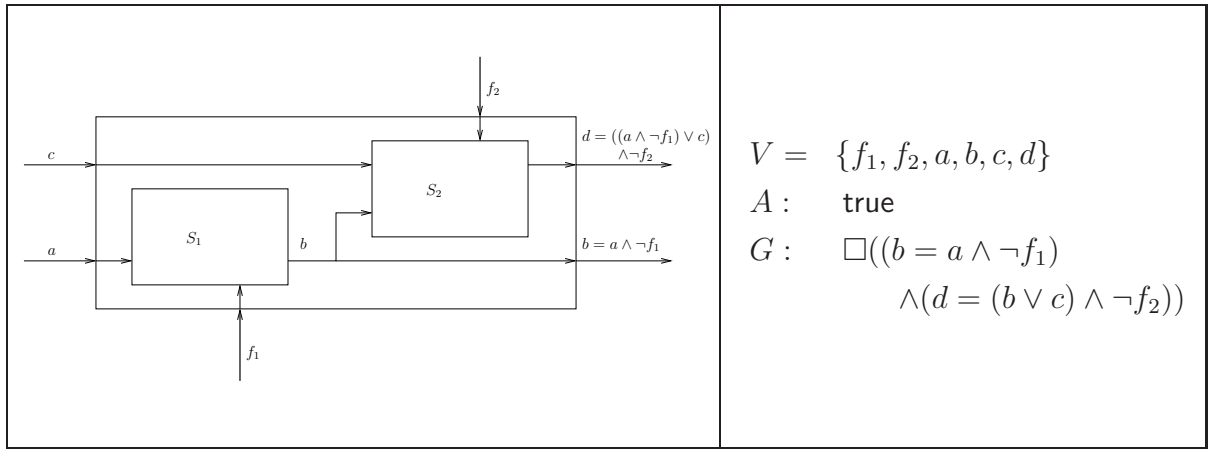 f₂
d = ((a ∧ ¬f₁) ∨ c)
∧¬f₂
c
S₂
S₁
b
b = a ∧ ¬f₁
a
f₁
V = {f₁, f₂, a, b, c, d}
A : true
G : □((b = a ∧ ¬f₁)
∧(d = (b ∨ c) ∧ ¬f₂))